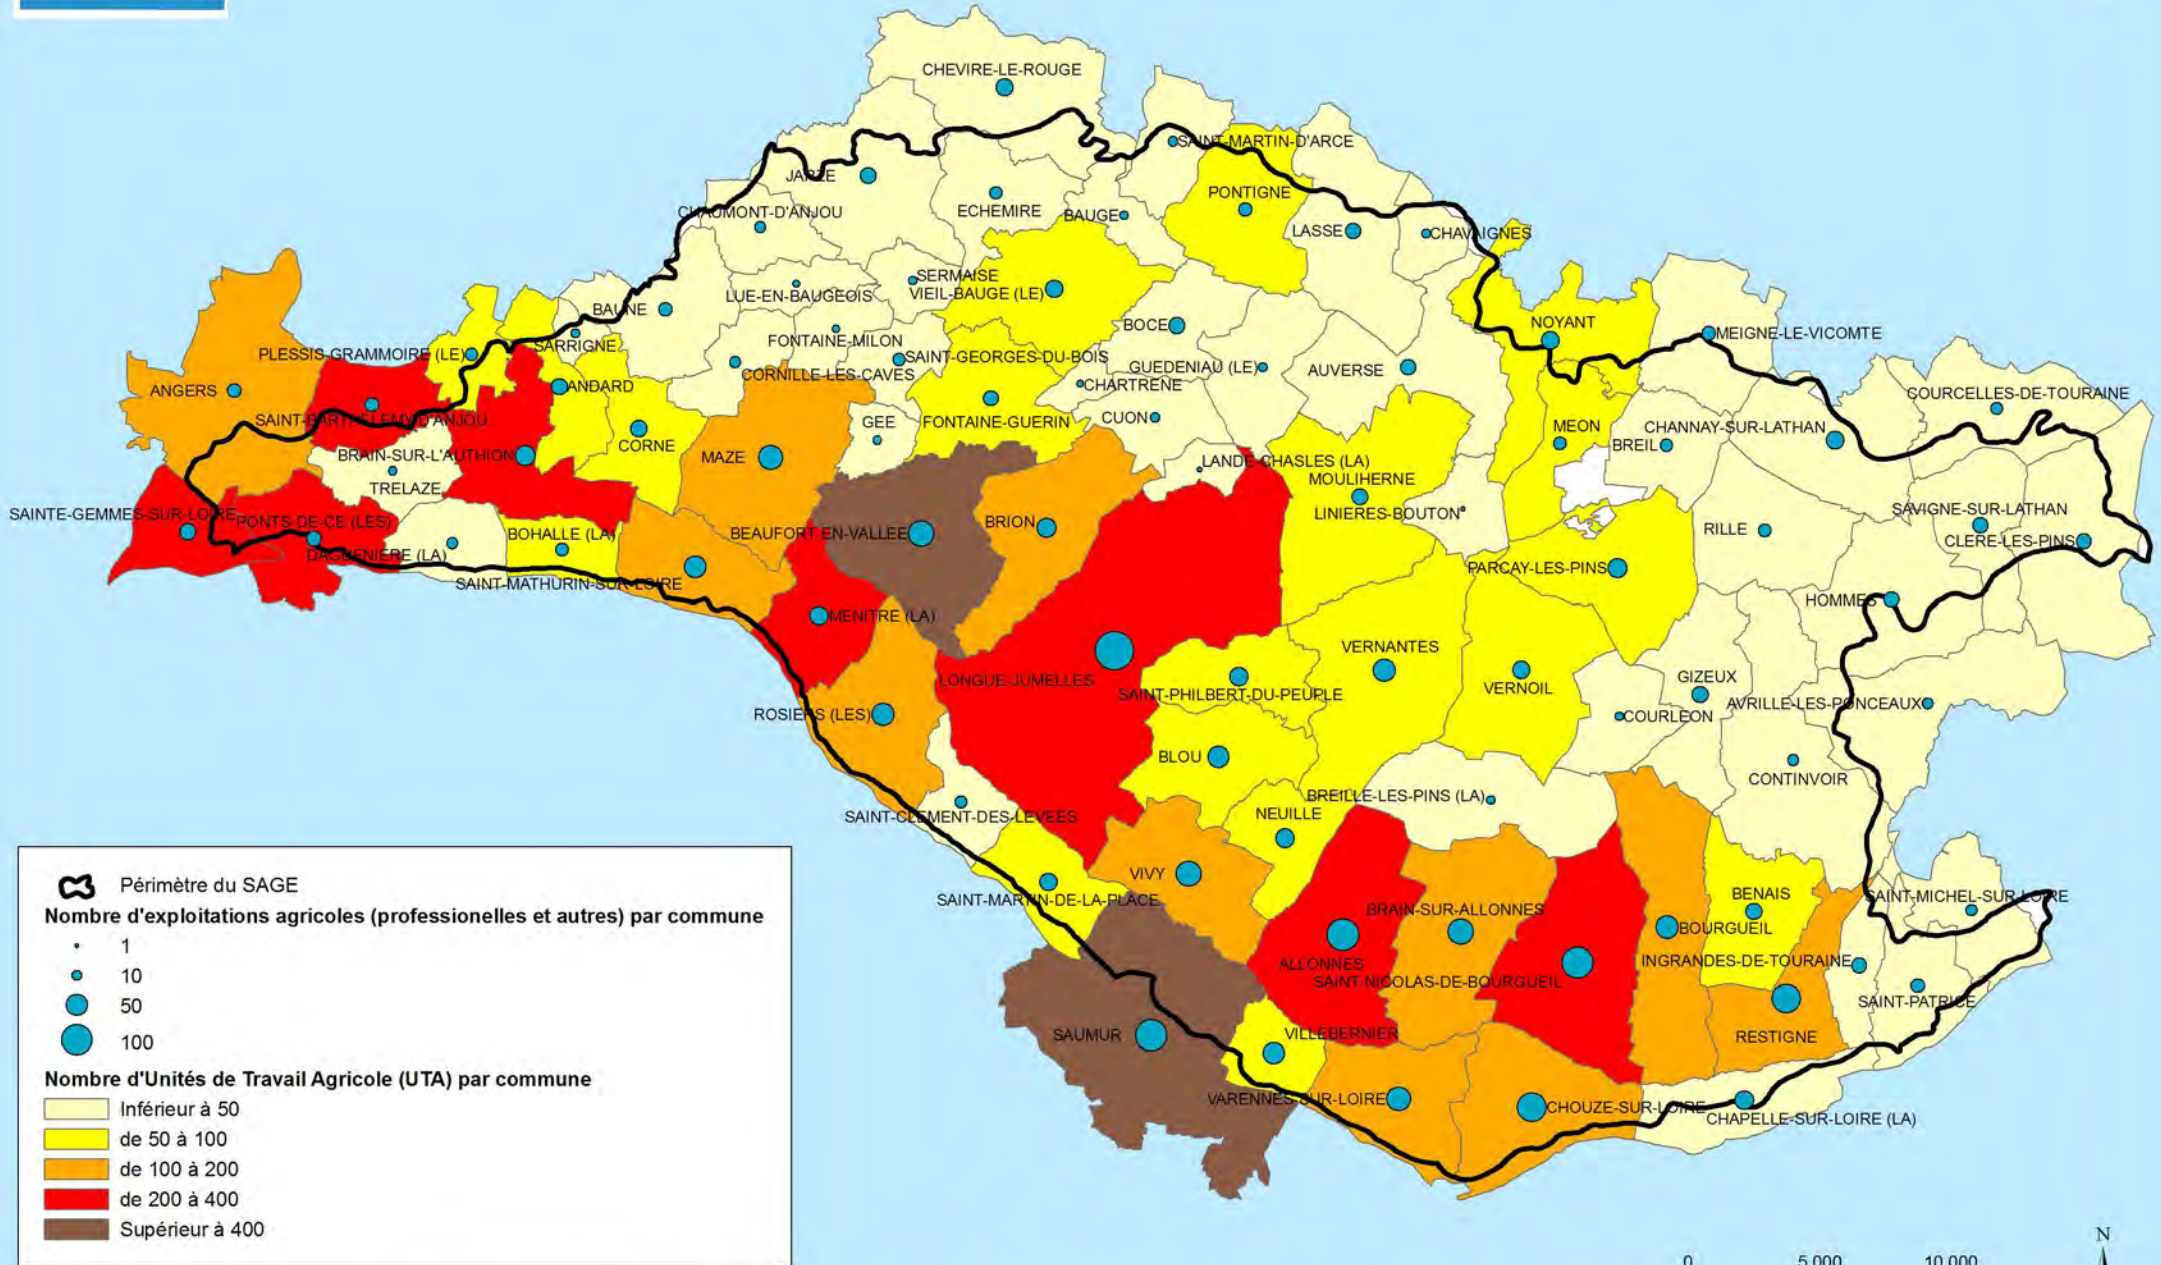 CHEVIRE-LE-ROUGE
SAINT-MARTIN-D'ARCE
JARZE
PONTIGNE
ECHEMIRE
BAUGE
CHAUMONT-D'ANJOU
LASSE
CHAVAIGNES
SERMAISE
LUE-EN-BAUGEOIS
VIEIL-BAUGE (LE)
BAUNE
BOCE
NOYANT
MEIGNE-LE-VICOMTE
SARRIGNE
FONTAINE-MILON
PLESSIS-GRAMMOIRE (LE)
SAINT-GEORGES-DU-BOIS
GUEDENIAU (LE)
AUVERSE
CORNILLE-LES-CAVES
ANDARD
CHARTRENE
ANGERS
COURCELLES-DE-TOURAINE
SAINT-BARTHELEMY-D'ANJOU
CUON
GEE
FONTAINE-GUERIN
MEON
CHANNAY-SUR-LATHAN
CORNE
BREIL
BRAIN-SUR-L'AUTHION
MAZE
LANDE-CHASLES (LA)
MOULIHERNE
TRELAZE
SAINTE-GEMMES-SUR-LOIRE
PONTS-DE-CE (LES)
LINIERES-BOUTON
SAVIGNE-SUR-LATHAN
BRION
RILLE
BOHALLE (LA)
BEAUFORT-EN-VALLEE
CLERE-LES-PINS
DAGUENIERE (LA)
PARCAY-LES-PINS
SAINT-MATHURIN-SUR-LOIRE
HOMMES
MENITRE (LA)
VERNANTES
LONGUE-JUMELLES
GIZEUX
VERNOIL
SAINT-PHILBERT-DU-PEUPLE
AVRILLE-LES-PONCEAUX
ROSIERS (LES)
COURLEON
BLOU
CONTINVOIR
BREILLE-LES-PINS (LA)
SAINT-CLEMENT-DES-LEVEES
NEUILLE
VIVY
BENAIS
SAINT-MICHEL-SUR-LOIRE
SAINT-MARTIN-DE-LA-PLACE
BRAIN-SUR-ALLONNES
BOURGUEIL
ALLONNES
INGRANDES-DE-TOURAINE
SAINT-NICOLAS-DE-BOURGUEIL
SAINT-PATRICE
SAUMUR
VILLEBERNIER
RESTIGNE
VARENNES-SUR-LOIRE
CHOUZE-SUR-LOIRE
CHAPELLE-SUR-LOIRE (LA)
Périmètre du SAGE
Nombre d'exploitations agricoles (professionelles et autres) par commune
1
10
50
100
Nombre d'Unités de Travail Agricole (UTA) par commune
Inférieur à 50
de 50 à 100
de 100 à 200
de 200 à 400
Supérieur à 400
N
0 5 000 10 000